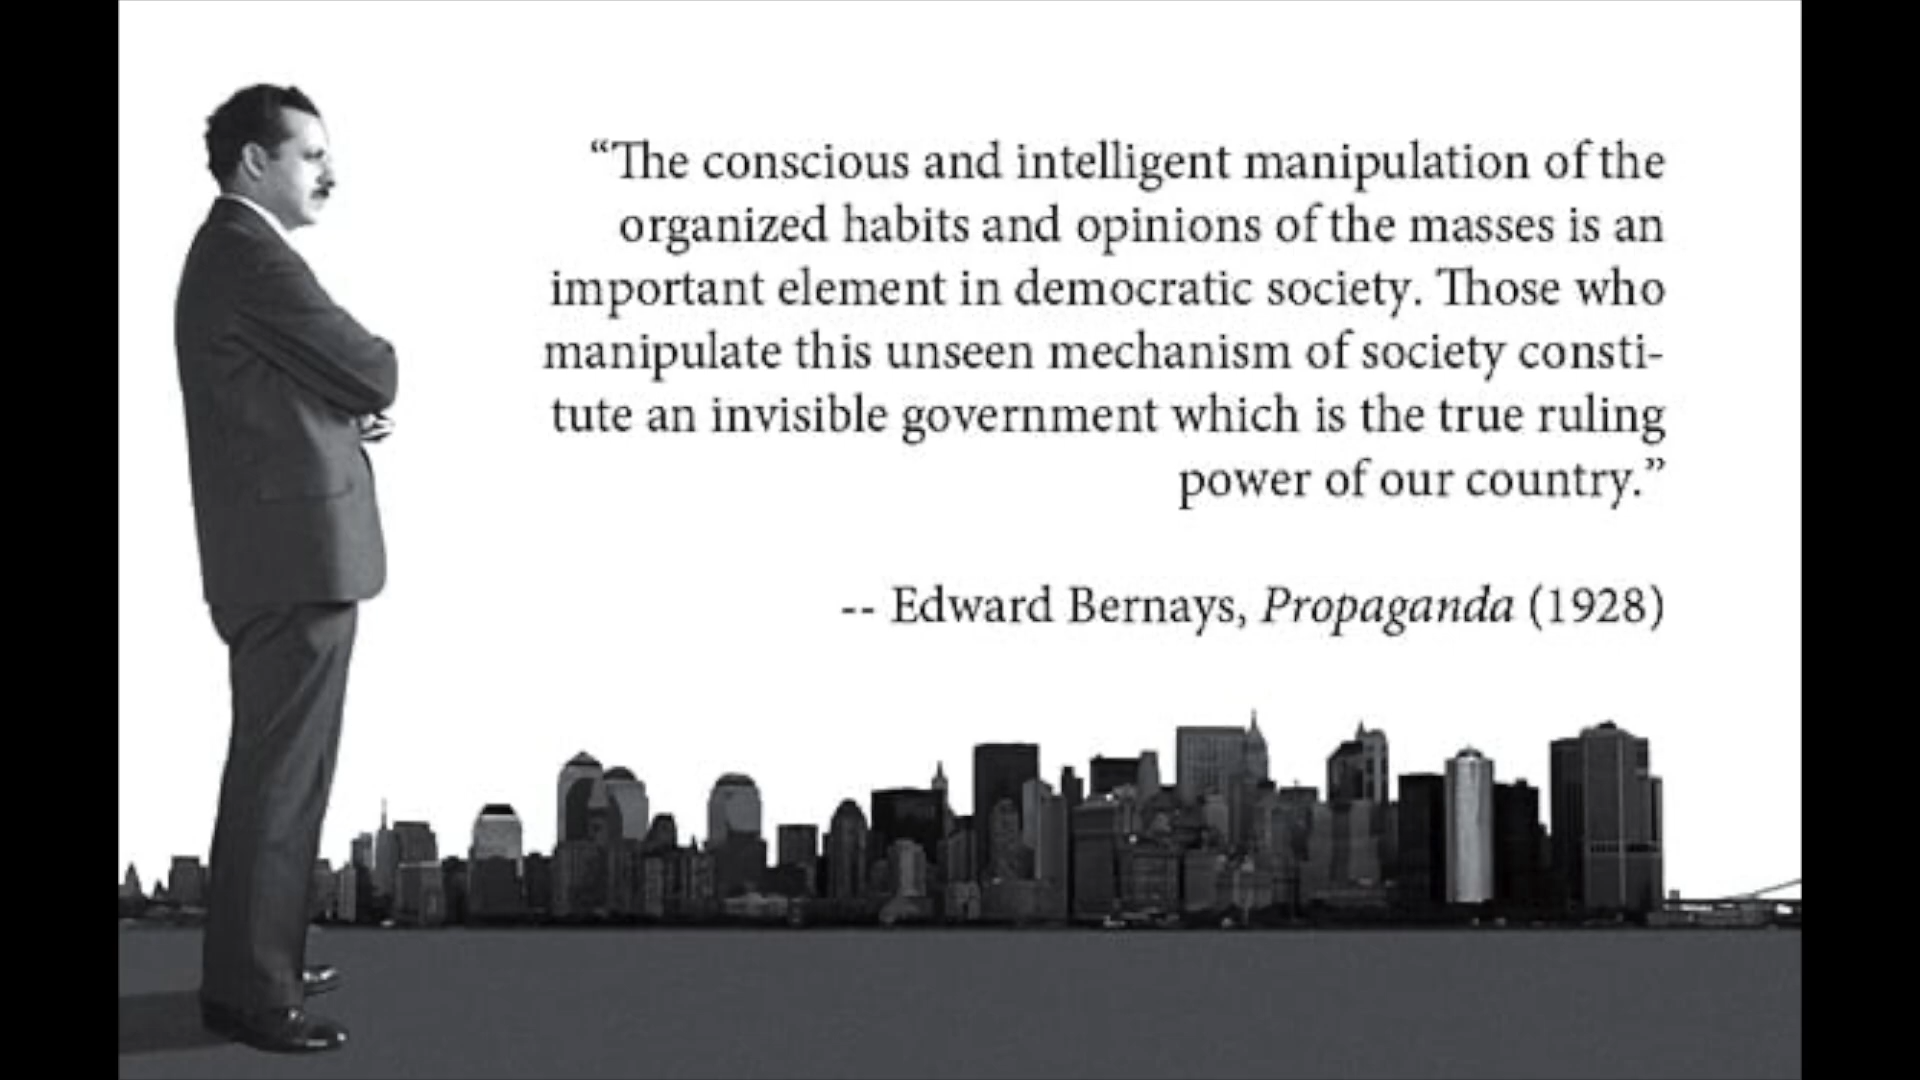 “The conscious and intelligent manipulation of the
organized habits and opinions of the masses is an
important element in democratic society. Those who
manipulate this unseen mechanism of society consti-
tute an invisible government which is the true ruling
power of our country.”
-- Edward Bernays, Propaganda (1928)